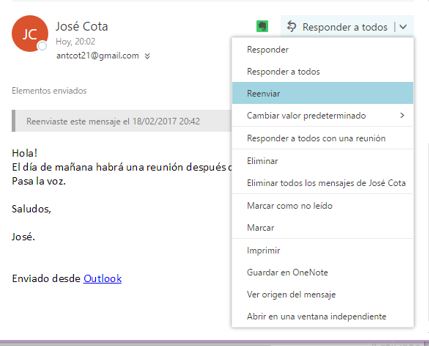 JC
José Cota
Hoy, 20:02
antcot21@gmail.com
Responder a todos
Elementos enviados
Reenviaste este mensaje el 18/02/2017 20:42
Hola!
El día de mañana habrá una reunión después
Pasa la voz.
Saludos,
José.
Enviado desde Outlook
Responder
Responder a todos
Reenviar
Cambiar valor predeterminado
Responder a todos con una reunión
Eliminar
Eliminar todos los mensajes de José Cota
Marcar como no leído
Marcar
Imprimir
Guardar en OneNote
Ver origen del mensaje
Abrir en una ventana independiente